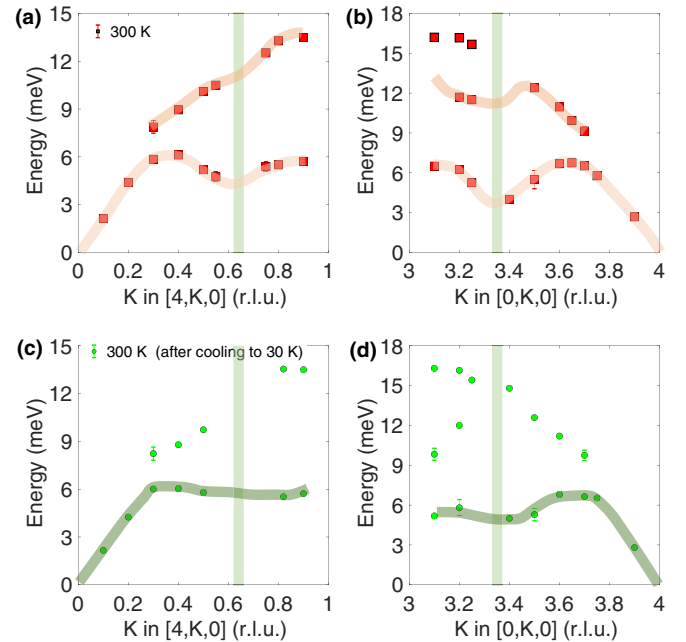 (a)
(b)
15
12
9
6
3
0
Energy (meV)
300 K
0 0.2 0.4 0.6 0.8 1
K in [4,K,0] (r.l.u.)
18
15
12
9
6
3
0
Energy (meV)
3 3.2 3.4 3.6 3.8 4
K in [0,K,0] (r.l.u.)
(c)
(d)
15
12
9
6
3
0
Energy (meV)
300 K (after cooling to 30 K)
0 0.2 0.4 0.6 0.8 1
K in [4,K,0] (r.l.u.)
18
15
12
9
6
3
0
Energy (meV)
3 3.2 3.4 3.6 3.8 4
K in [0,K,0] (r.l.u.)